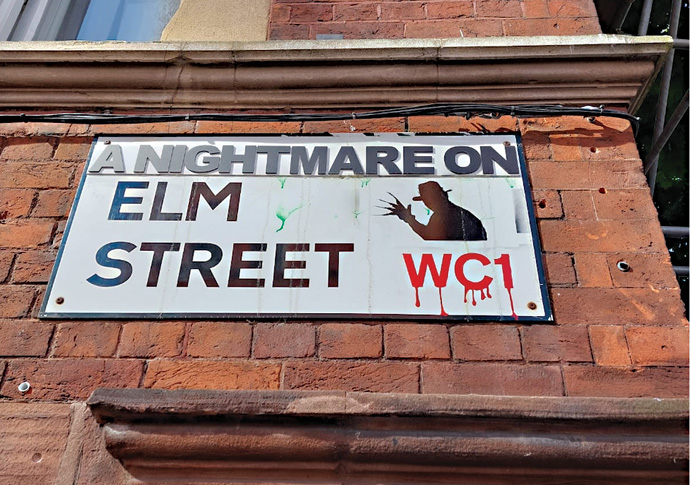 A NIGHTMARE ON
ELM
STREET
WC1